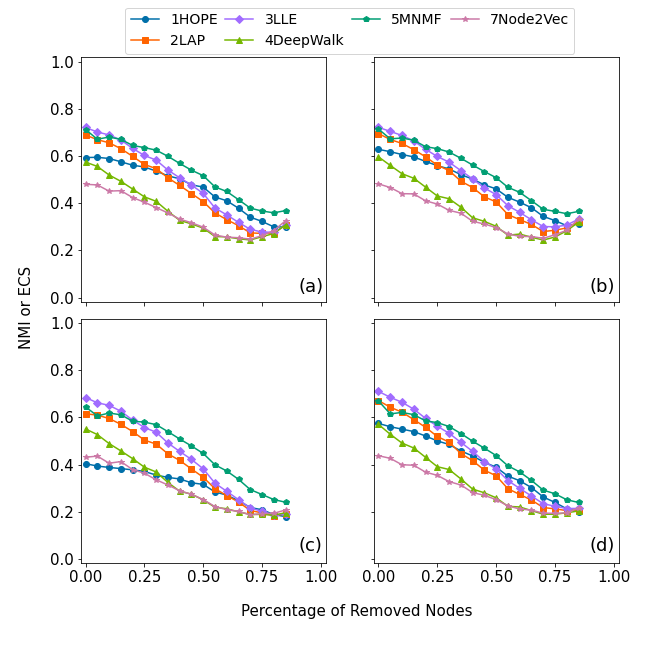 1HOPE 3LLE 5MNMF 7Node2Vec
2LAP 4DeepWalk
1.0
0.8
0.6
0.4
0.2
0.0
(a)
(b)
NMI or ECS
1.0
0.8
0.6
0.4
0.2
0.0
(c)
(d)
0.00 0.25 0.50 0.75 1.00
0.00 0.25 0.50 0.75 1.00
Percentage of Removed Nodes